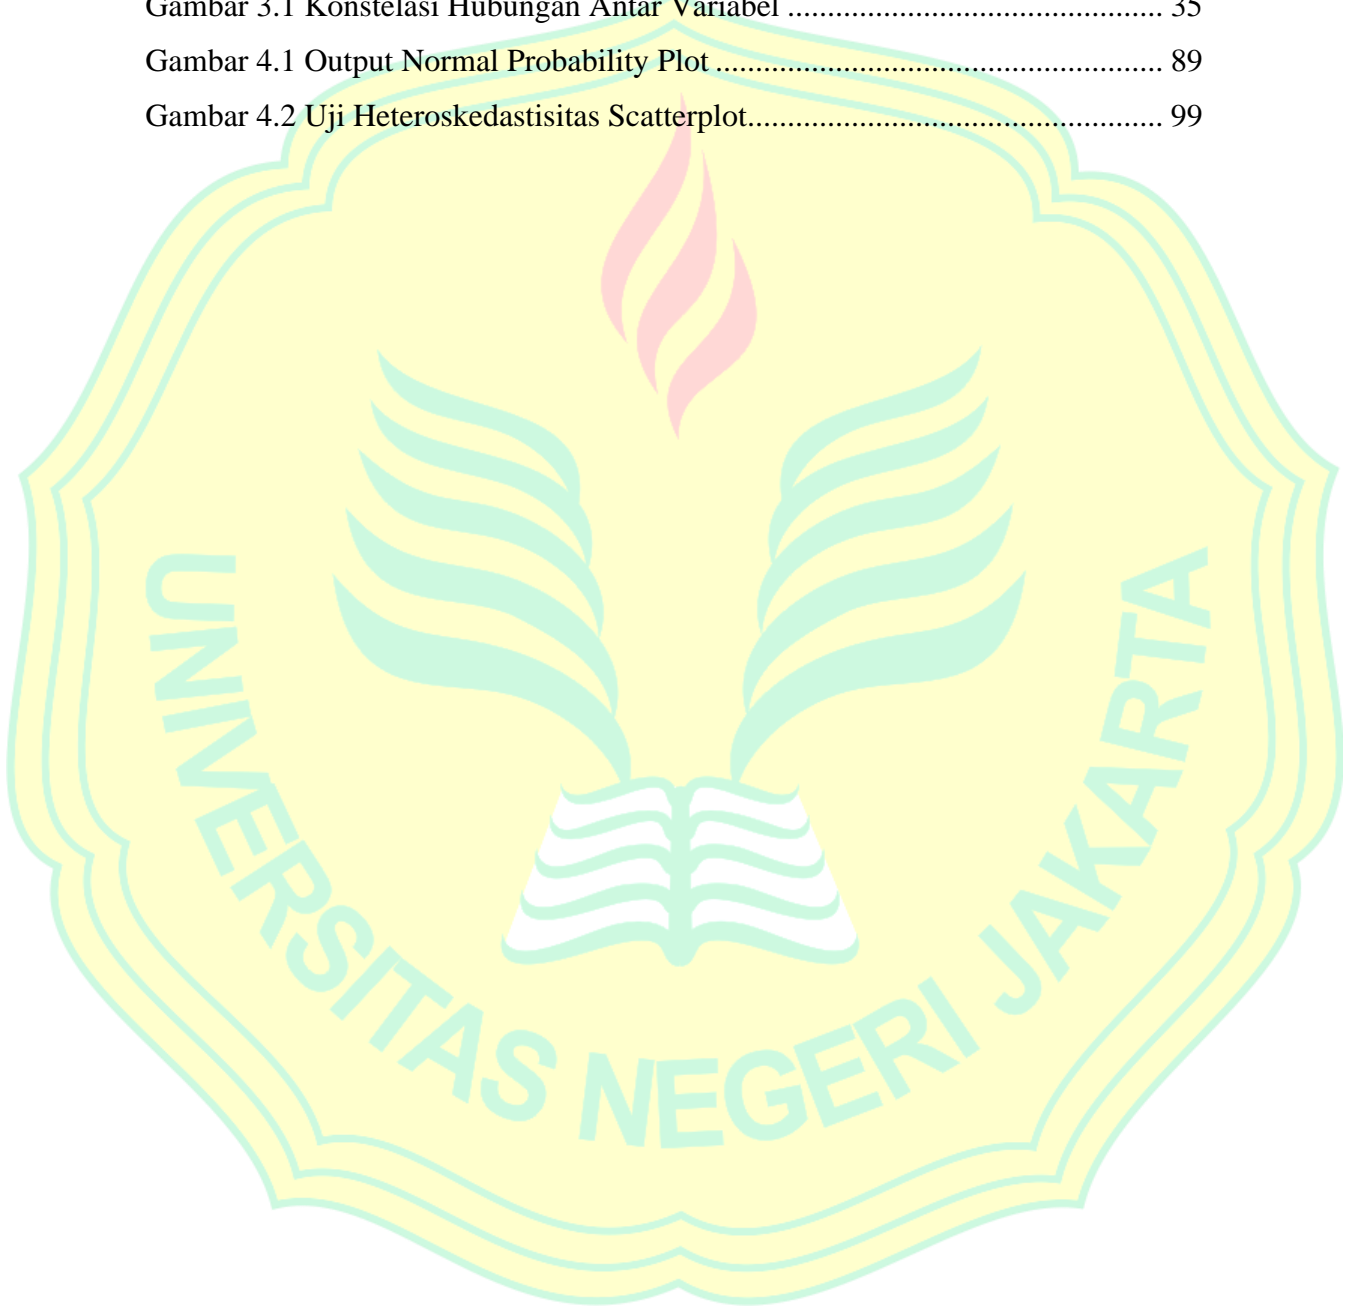 Gambar 3.1 Konstelasi Hubungan Antar Variabel ............................................... 35
Gambar 4.1 Output Normal Probability Plot ........................................................ 89
Gambar 4.2 Uji Heteroskedastisitas Scatterplot.................................................... 99
UNIVERSITAS NEGERI JAKARTA